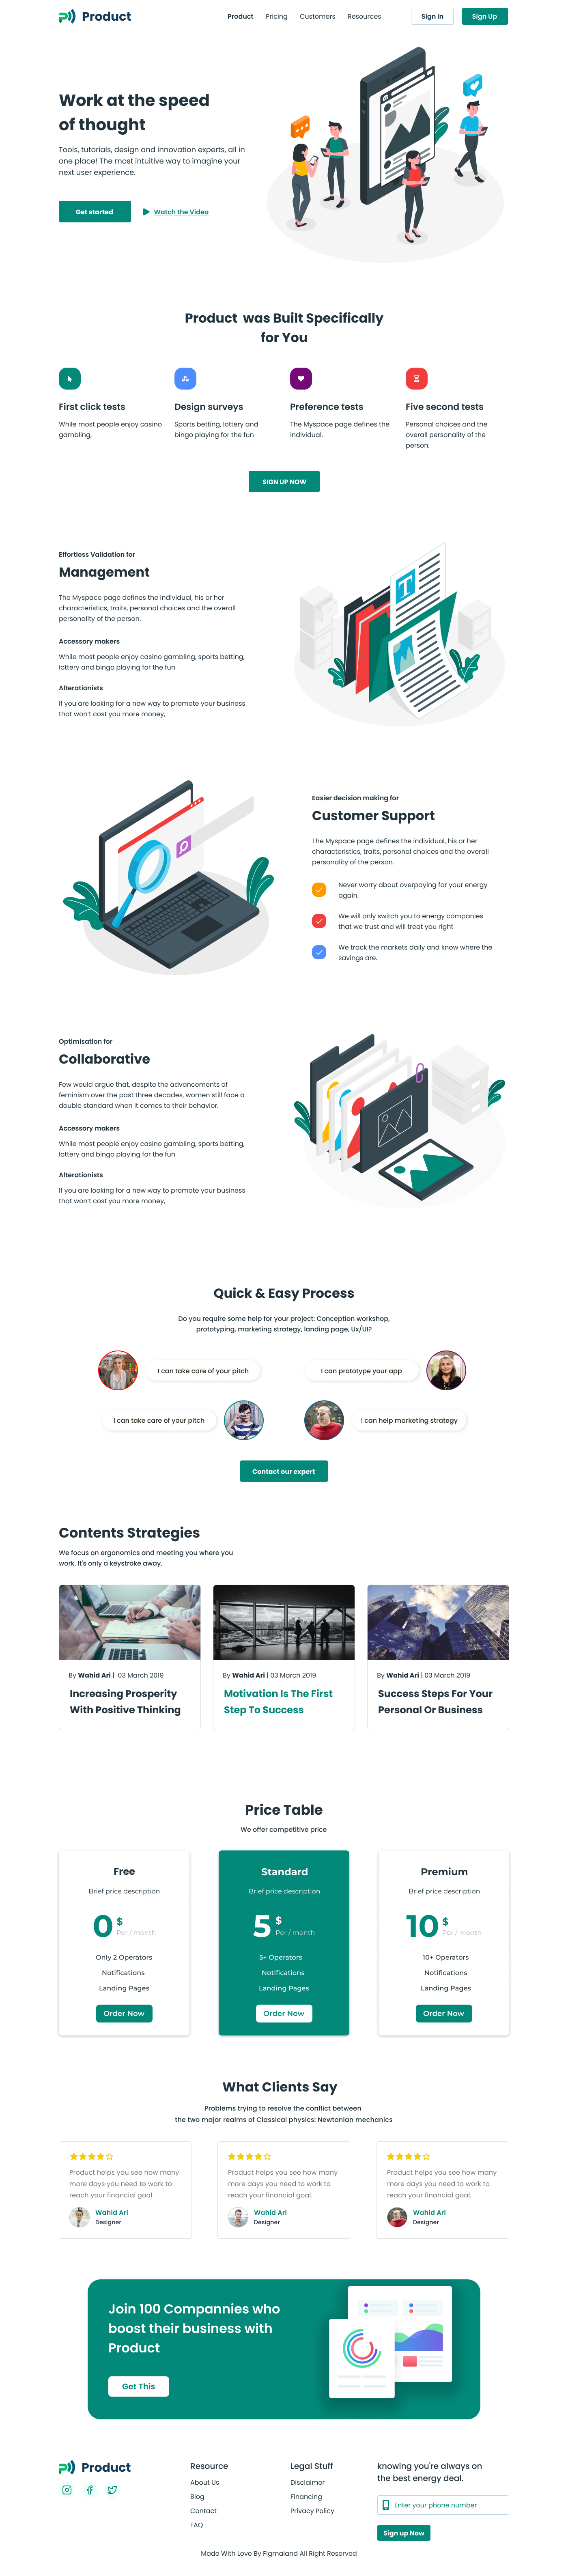 Product
Product Pricing Customers Resources
Sign In
Sign Up
Work at the speed
of thought
Tools, tutorials, design and innovation experts, all in
one place! The most intuitive way to imagine your
next user experience.
Get started
Watch the Video
Product was Built Specifically
for You
First click tests
While most people enjoy casino
gambling,
Design surveys
Sports betting, lottery and
bingo playing for the fun
Preference tests
The Myspace page defines the
individual.
Five second tests
Personal choices and the
overall personality of the
person.
SIGN UP NOW
Effortless Validation for
Management
The Myspace page defines the individual, his or her
characteristics, traits, personal choices and the overall
personality of the person.
Accessory makers
While most people enjoy casino gambling, sports betting,
lottery and bingo playing for the fun
Alterationists
If you are looking for a new way to promote your business
that won't cost you more money,
T
Easier decision making for
Customer Support
The Myspace page defines the individual, his or her
characteristics, traits, personal choices and the overall
personality of the person.
Never worry about overpaying for your energy
again.
We will only switch you to energy companies
that we trust and will treat you right
We track the markets daily and know where the
savings are.
Optimisation for
Collaborative
Few would argue that, despite the advancements of
feminism over the past three decades, women still face a
double standard when it comes to their behavior.
Accessory makers
While most people enjoy casino gambling, sports betting,
lottery and bingo playing for the fun
Alterationists
If you are looking for a new way to promote your business
that won't cost you more money,
Quick & Easy Process
Do you require some help for your project: Conception workshop,
prototyping, marketing strategy, landing page, Ux/UI?
I can take care of your pitch
I can prototype your app
I can take care of your pitch
I can help marketing strategy
Contact our expert
Contents Strategies
We focus on ergonomics and meeting you where you
work. It's only a keystroke away.
By Wahid Ari | 03 March 2019
Increasing Prosperity
With Positive Thinking
By Wahid Ari | 03 March 2019
Motivation Is The First
Step To Success
By Wahid Ari | 03 March 2019
Success Steps For Your
Personal Or Business
Price Table
We offer competitive price
Free
Brief price description
0 $
Per / month
Only 2 Operators
Notifications
Landing Pages
Order Now
Standard
Brief price description
5 $
Per / month
5+ Operators
Notifications
Landing Pages
Order Now
Premium
Brief price description
10 $
Per / month
10+ Operators
Notifications
Landing Pages
Order Now
What Clients Say
Problems trying to resolve the conflict between
the two major realms of Classical physics: Newtonian mechanics
Product helps you see how many
more days you need to work to
reach your financial goal.
Wahid Ari
Designer
Product helps you see how many
more days you need to work to
reach your financial goal.
Wahid Ari
Designer
Product helps you see how many
more days you need to work to
reach your financial goal.
Wahid Ari
Designer
Join 100 Compannies who
boost their business with
Product
Get This
Product
Resource
About Us
Blog
Contact
FAQ
Legal Stuff
Disclaimer
Financing
Privacy Policy
knowing you're always on
the best energy deal.
Enter your phone number
Sign up Now
Made With Love By Figmaland All Right Reserved